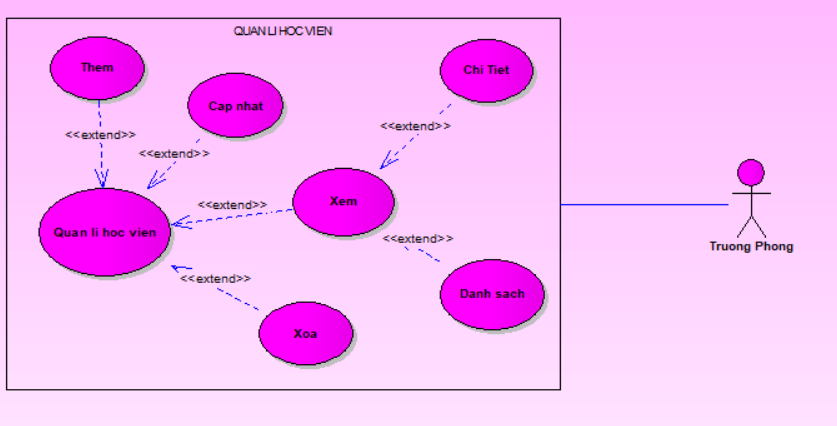 QUAN LI HOC VIEN
Them
Chi Tiet
Cap nhat
<<extend>>
<<extend>>
<<extend>>
<<extend>>
Xem
Quan li hoc vien
<<extend>>
Truong Phong
<<extend>>
Danh sach
Xoa